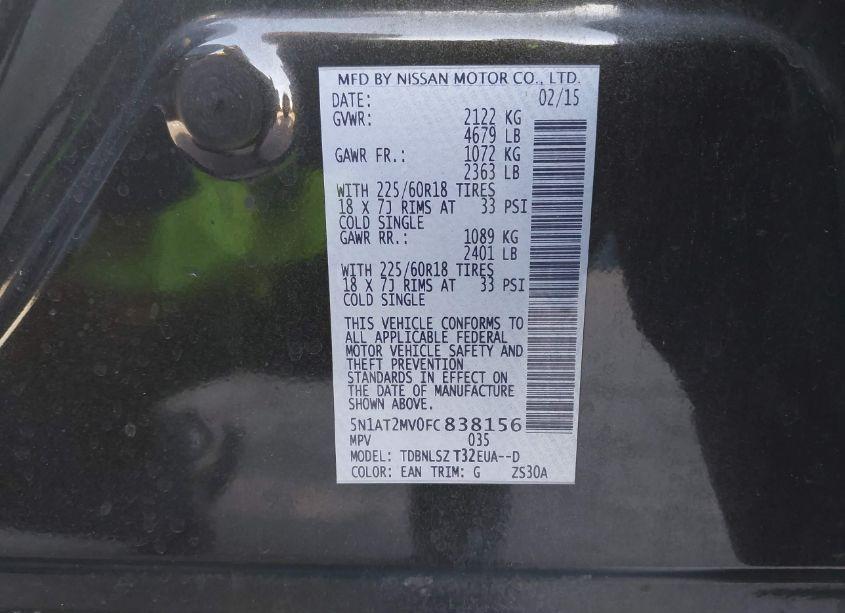 MFD BY NISSAN MOTOR CO., LTD.
DATE: 02/15
GVWR: 2122 KG
4679 LB
GAWR FR.: 1072 KG
2363 LB
WITH 225/60R18 TIRES
18 X 7J RIMS AT 33 PSI
COLD SINGLE
GAWR RR.: 1089 KG
2401 LB
WITH 225/60R18 TIRES
18 X 7J RIMS AT 33 PSI
COLD SINGLE
THIS VEHICLE CONFORMS TO
ALL APPLICABLE FEDERAL
MOTOR VEHICLE SAFETY AND
THEFT PREVENTION
STANDARDS IN EFFECT ON
THE DATE OF MANUFACTURE
SHOWN ABOVE.
5N1AT2MV0FC838156
MPV 035
MODEL: TDBNLSZ T32EUA--D
COLOR: EAN TRIM: G ZS30A